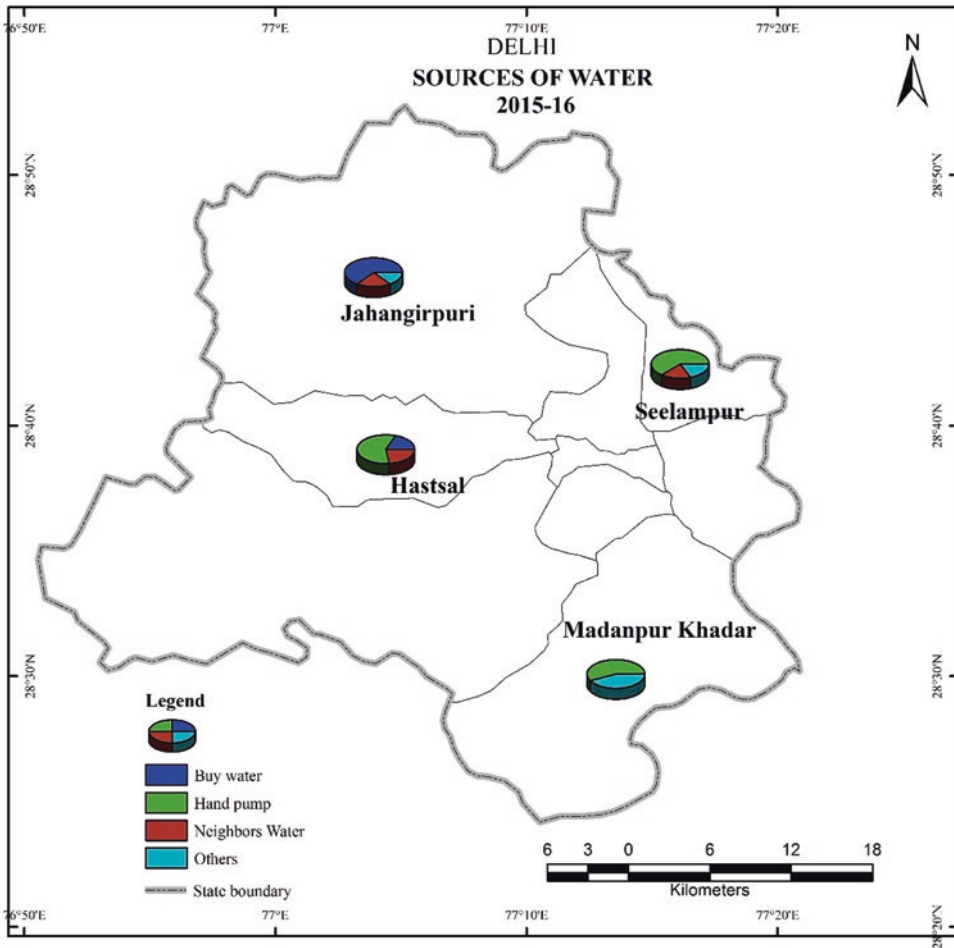 76°50'E 77°0'E 77°10'E 77°20'E
DELHI
SOURCES OF WATER
2015-16
N
28°50'N 28°50'N
Jahangirpuri
Seelampur
28°40'N 28°40'N
Hastsal
Madanpur Khadar
28°30'N 28°30'N
Legend
Buy water
Hand pump
Neighbors Water
Others
State boundary
6 3 0 6 12 18
Kilometers
28°20'N
76°50'E 77°0'E 77°10'E 77°20'E